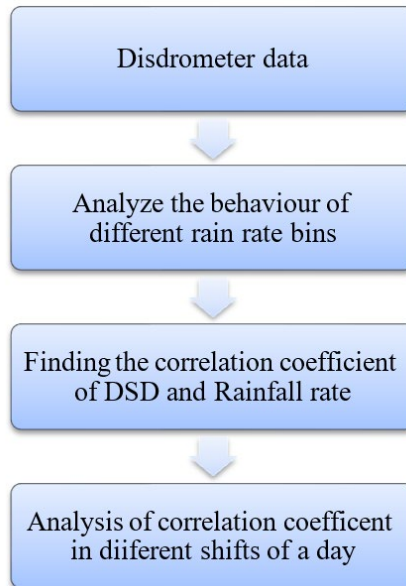 Disdrometer data
Analyze the behaviour of
different rain rate bins
Finding the correlation coefficient
of DSD and Rainfall rate
Analysis of correlation coefficent
in diifferent shifts of a day